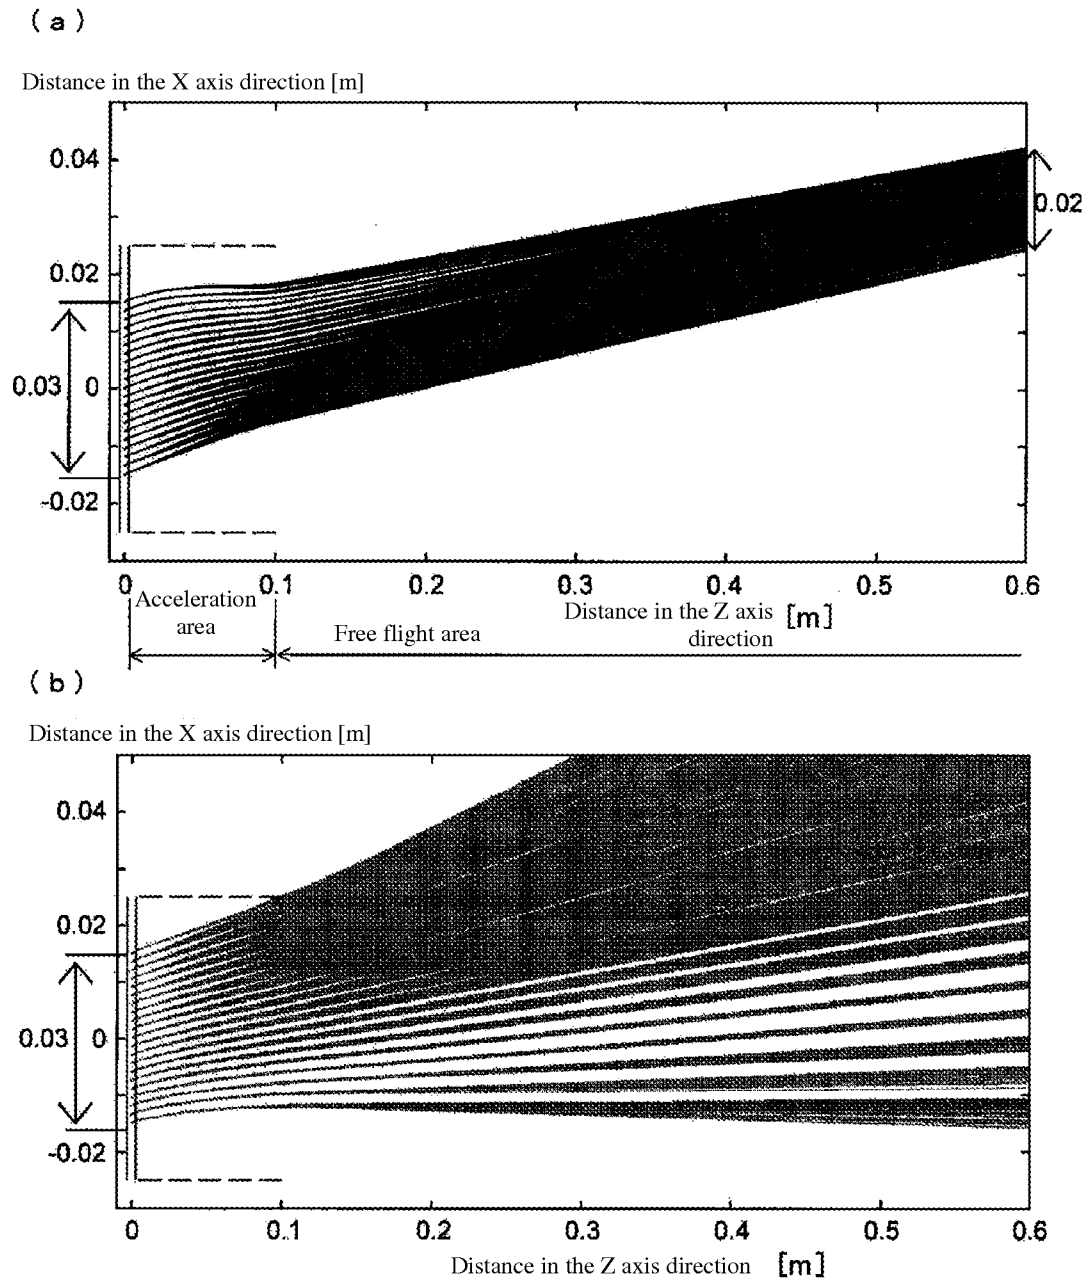 (a)
Distance in the X axis direction [m]
0.04
0.02
0.02
0.03 0
-0.02
0 0.1 0.2 0.3 0.4 0.5 0.6
Acceleration
area
Free flight area
Distance in the Z axis
direction
[m]
(b)
Distance in the X axis direction [m]
0.04
0.02
0.03 0
-0.02
0 0.1 0.2 0.3 0.4 0.5 0.6
Distance in the Z axis direction [m]